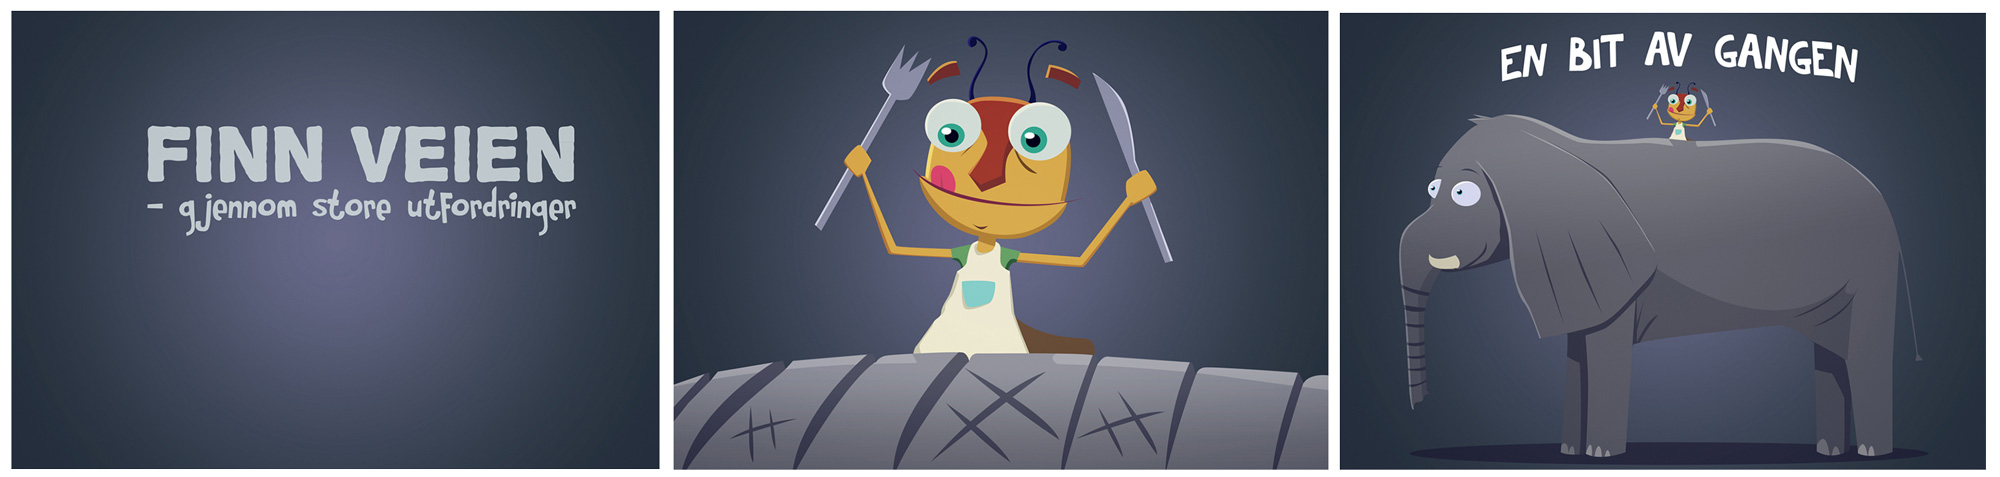 FINN VEIEN
– gjennom store utfordringer
EN BIT AV GANGEN